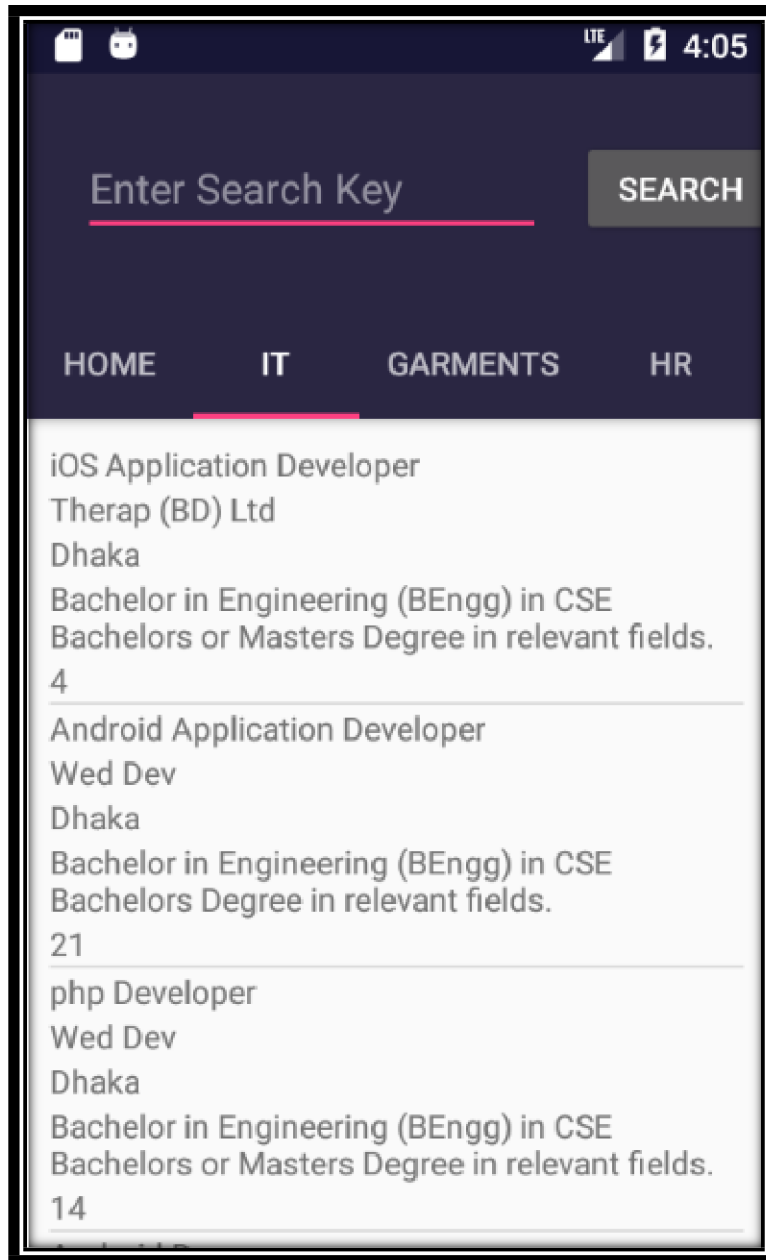 LTE 4:05
Enter Search Key SEARCH
HOME IT GARMENTS HR
iOS Application Developer
Therap (BD) Ltd
Dhaka
Bachelor in Engineering (BEngg) in CSE
Bachelors or Masters Degree in relevant fields.
4
Android Application Developer
Wed Dev
Dhaka
Bachelor in Engineering (BEngg) in CSE
Bachelors Degree in relevant fields.
21
php Developer
Wed Dev
Dhaka
Bachelor in Engineering (BEngg) in CSE
Bachelors or Masters Degree in relevant fields.
14